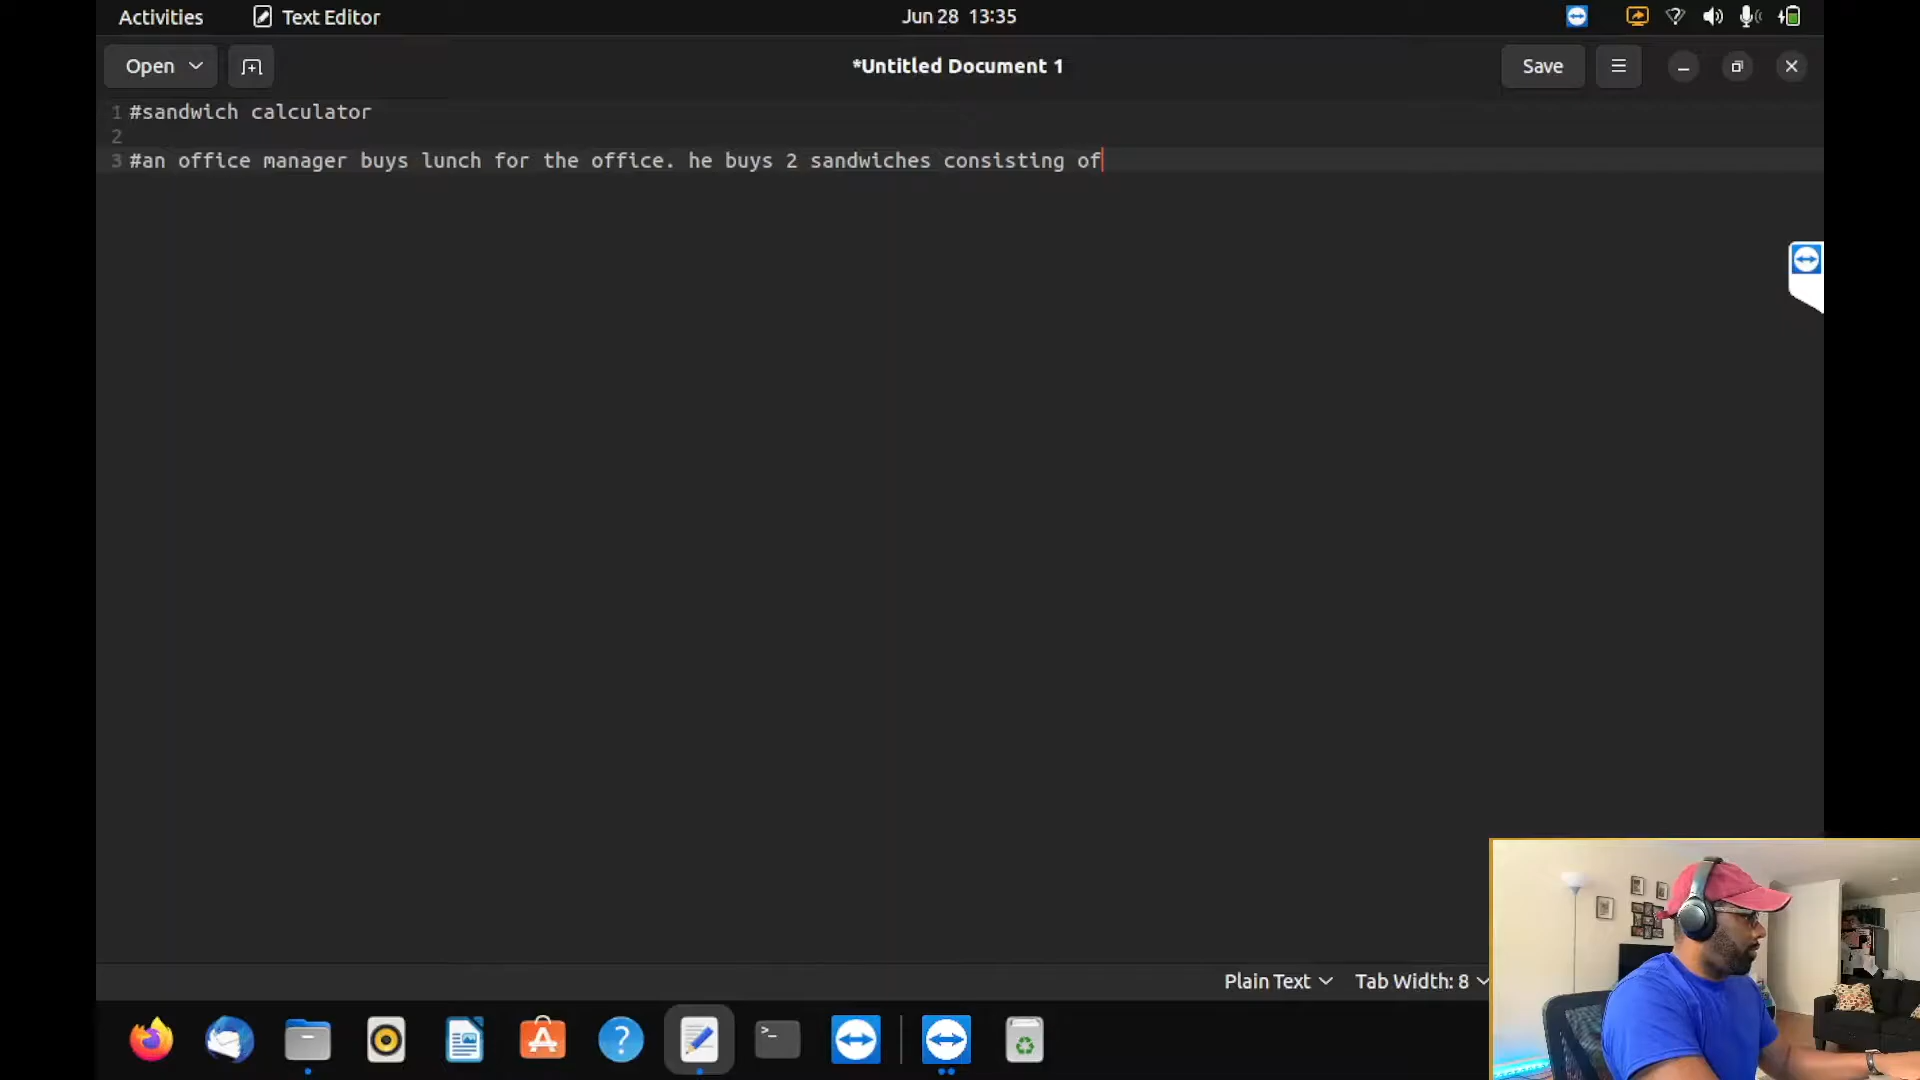 Activities Text Editor Jun 28 13:35
Open *Untitled Document 1 Save
1 #sandwich calculator
2
3 #an office manager buys lunch for the office. he buys 2 sandwiches consisting of
Plain Text Tab Width: 8